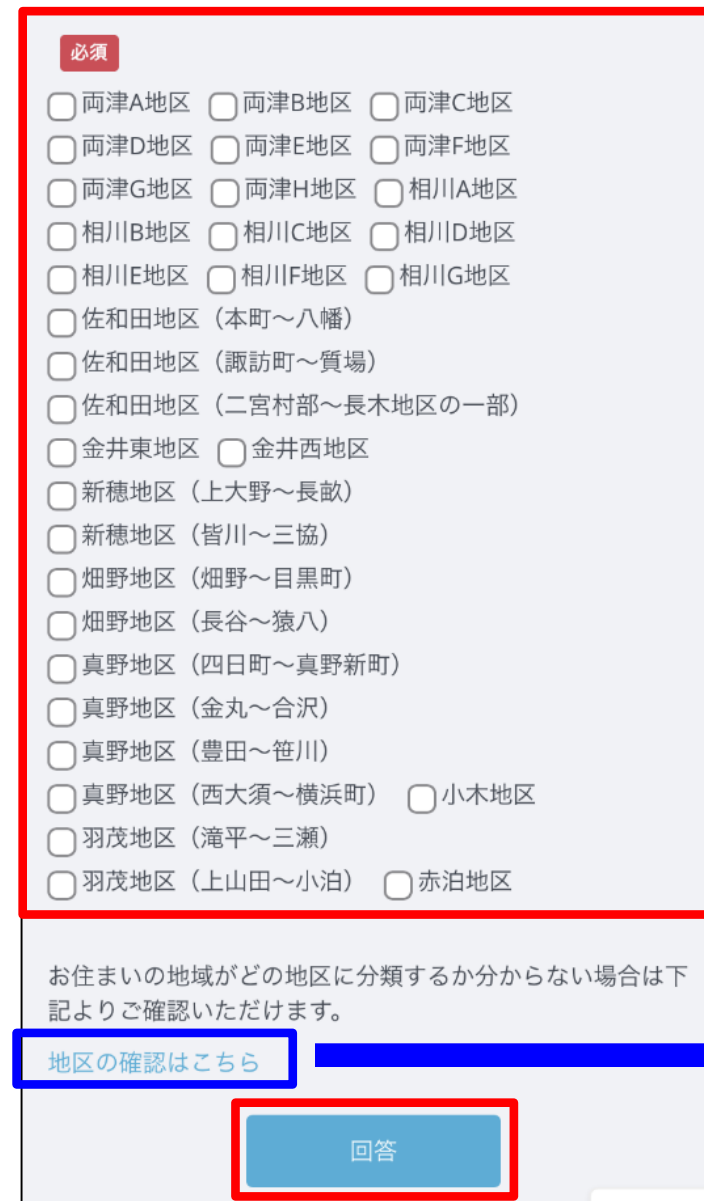 必須
両津A地区 両津B地区 両津C地区
両津D地区 両津E地区 両津F地区
両津G地区 両津H地区 相川A地区
相川B地区 相川C地区 相川D地区
相川E地区 相川F地区 相川G地区
佐和田地区（本町～八幡）
佐和田地区（諏訪町～質場）
佐和田地区（二宮村部～長木地区の一部）
金井東地区 金井西地区
新穂地区（上大野～長畝）
新穂地区（皆川～三協）
畑野地区（畑野～目黒町）
畑野地区（長谷～猿八）
真野地区（四日町～真野新町）
真野地区（金丸～合沢）
真野地区（豊田～笹川）
真野地区（西大須～横浜町） 小木地区
羽茂地区（滝平～三瀬）
羽茂地区（上山田～小泊） 赤泊地区
お住まいの地域がどの地区に分類するか分からない場合は下
記よりご確認いただけます。
地区の確認はこちら
回答